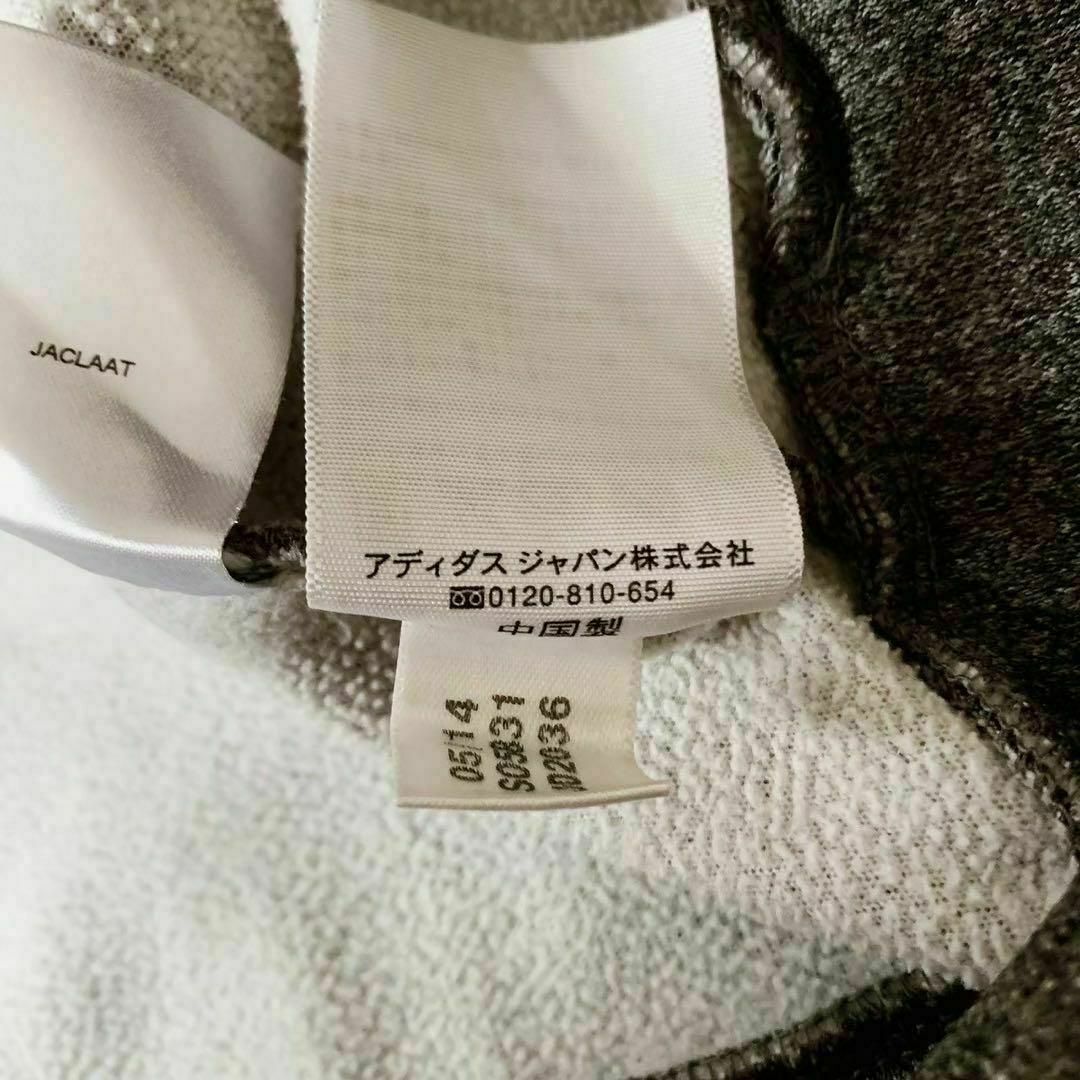 JACLAAT
アディダス ジャパン株式会社
0120-810-654
中国製
05/14
S05831